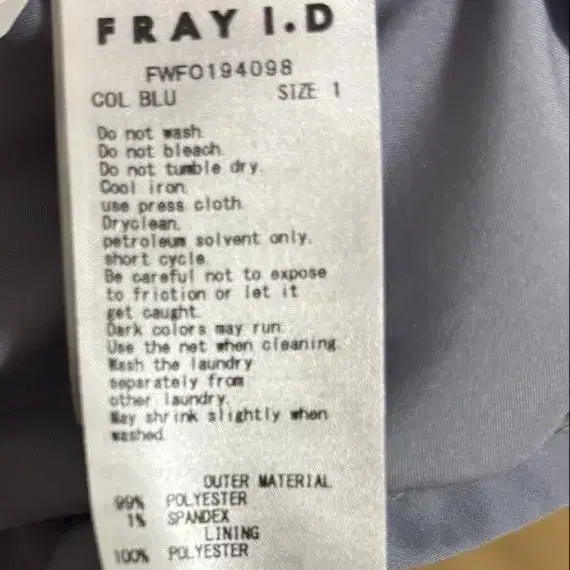 FRAY I.D
FWFO194098
COL BLU SIZE 1
Do not wash.
Do not bleach.
Do not tumble dry.
Cool iron.
use press cloth.
Dryclean,
petroleum solvent only.
short cycle.
Be careful not to expose
to friction or let it
get caught.
Dark colors may run.
Use the net when cleaning.
Wash the laundry
separately from
other laundry.
May shrink slightly when
washed.
OUTER MATERIAL
99% POLYESTER
1% SPANDEX
LINING
100% POLYESTER